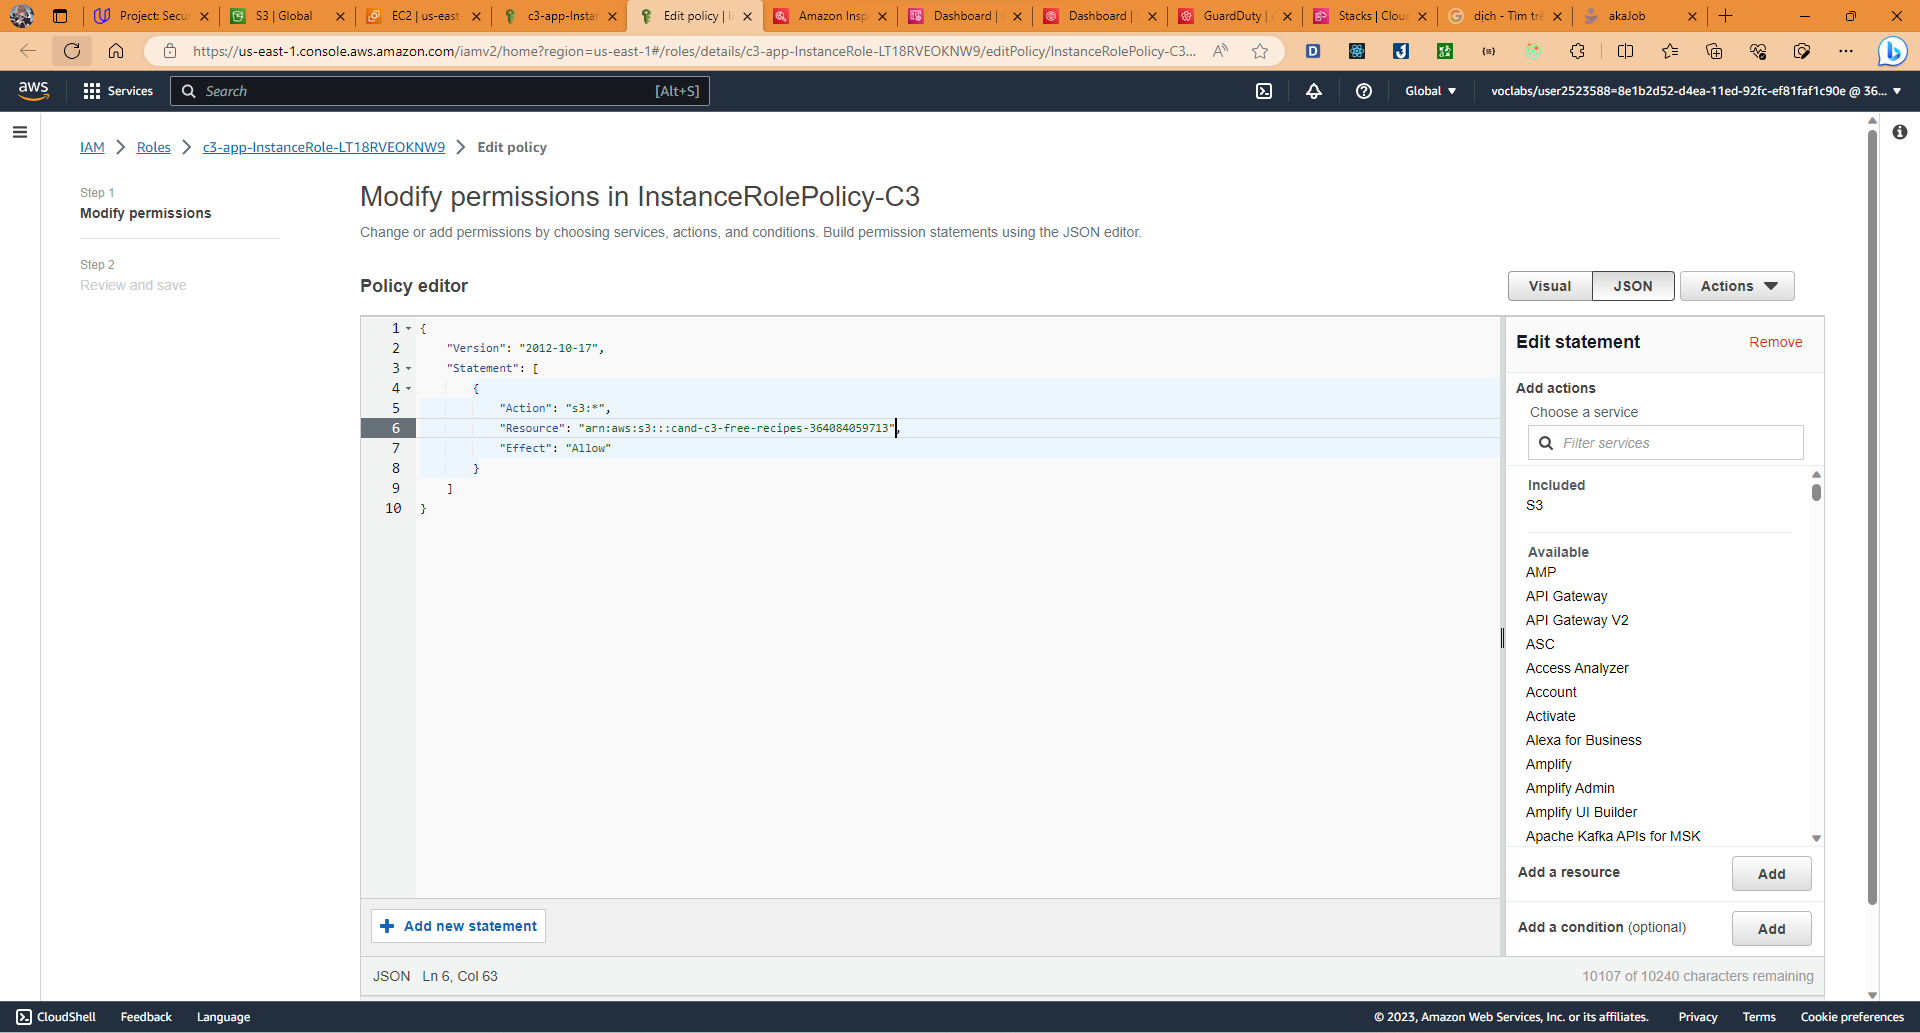 Project: Secur
S3 | Global
EC2 | us-east-
c3-app-Instan
Edit policy | I
Amazon Insp
Dashboard |
Dashboard |
GuardDuty |
Stacks | Cloud
dịch - Tìm trê
akaJob
https://us-east-1.console.aws.amazon.com/iamv2/home?region=us-east-1#/roles/details/c3-app-InstanceRole-LT18RVEOKNW9/editPolicy/InstanceRolePolicy-C3...
aws
Services
Search
[Alt+S]
Global
voclabs/user2523588=8e1b2d52-d4ea-11ed-92fc-ef81faf1c90e @ 36...
IAM > Roles > c3-app-InstanceRole-LT18RVEOKNW9 > Edit policy
Step 1
Modify permissions
Step 2
Review and save
Modify permissions in InstanceRolePolicy-C3
Change or add permissions by choosing services, actions, and conditions. Build permission statements using the JSON editor.
Policy editor
Visual
JSON
Actions
1 {
2 "Version": "2012-10-17",
3 "Statement": [
4 {
5 "Action": "s3:*",
6 "Resource": "arn:aws:s3:::cand-c3-free-recipes-364084059713",
7 "Effect": "Allow"
8 }
9 ]
10 }
Edit statement
Remove
Add actions
Choose a service
Filter services
Included
S3
Available
AMP
API Gateway
API Gateway V2
ASC
Access Analyzer
Account
Activate
Alexa for Business
Amplify
Amplify Admin
Amplify UI Builder
Apache Kafka APIs for MSK
Add a resource
Add
Add a condition (optional)
Add
+ Add new statement
JSON Ln 6, Col 63
10107 of 10240 characters remaining
CloudShell
Feedback
Language
© 2023, Amazon Web Services, Inc. or its affiliates.
Privacy
Terms
Cookie preferences